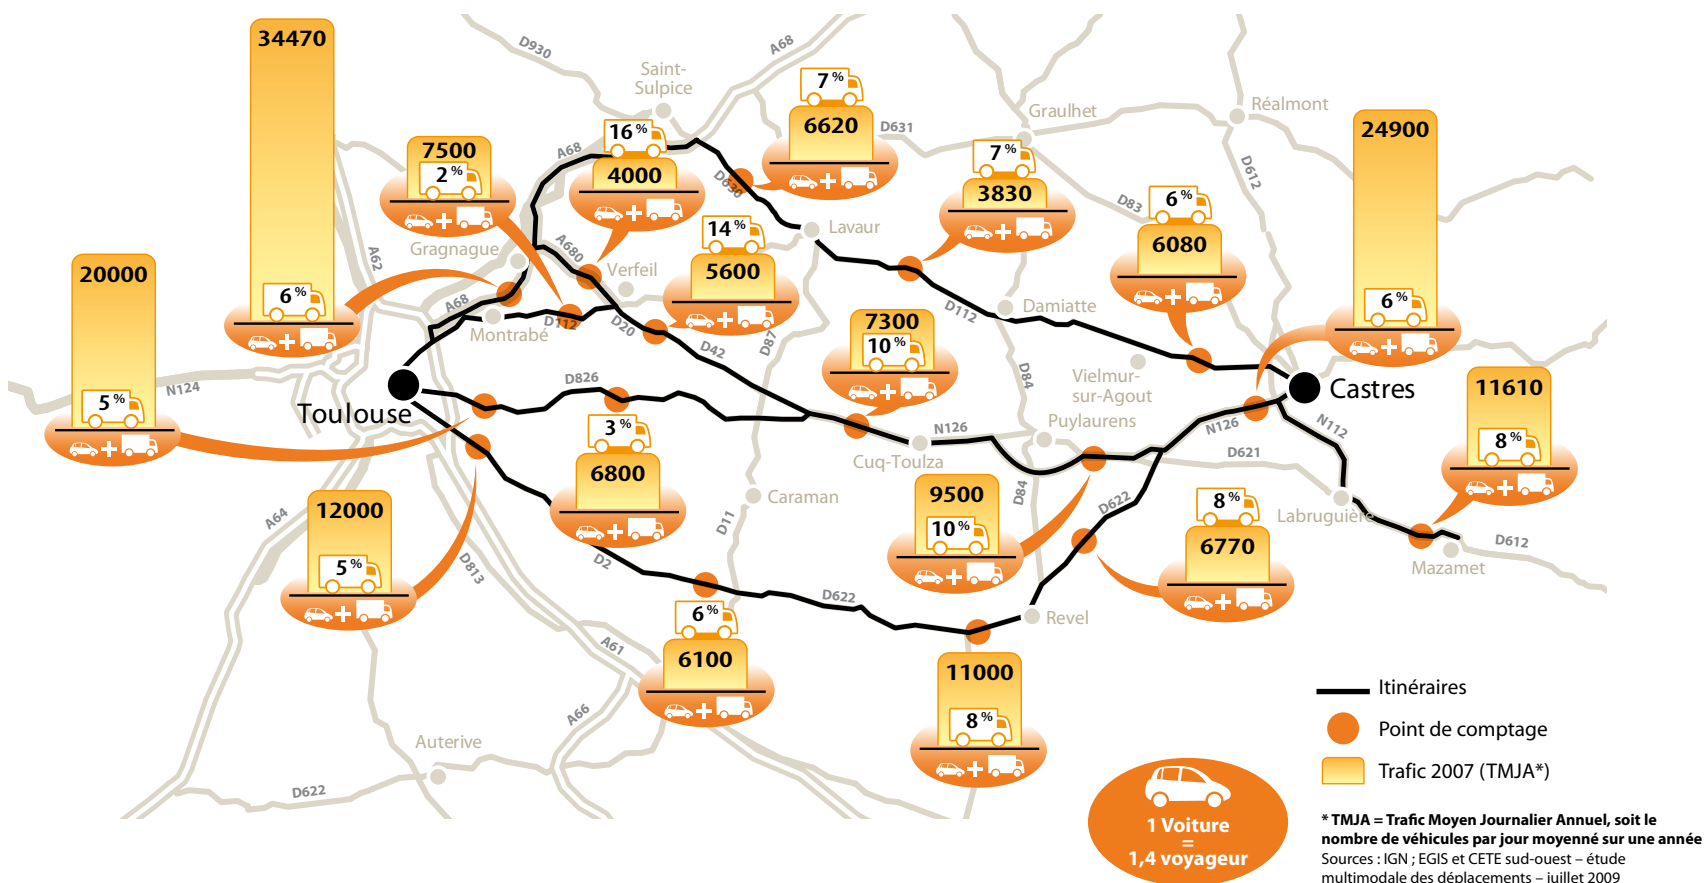 34470
6 %
20000
5 %
7500
2 %
16 %
4000
7 %
6620
14 %
5600
7 %
3830
6 %
6080
24900
6 %
7300
10 %
11610
8 %
3 %
6800
12000
5 %
9500
10 %
8 %
6770
6 %
6100
11000
8 %
D930
A68
Saint-
Sulpice
D631
Graulhet
Réalmont
A68
D630
D83
D612
Gragnague
A62
A680
Verfeil
Lavaur
A68
Montrabé
D112
D20
D42
D87
D112
Damiatte
D84
Vielmur-
sur-Agout
N124
Toulouse
D826
Castres
Cuq-Toulza
N126
Puylaurens
N126
N112
D621
Caraman
D11
D84
D622
Labruguière
D612
Mazamet
A64
D813
D2
D622
Revel
A61
A66
Auterive
D622
Itinéraires
Point de comptage
Trafic 2007 (TMJA*)
1 Voiture
=
1,4 voyageur
* TMJA = Trafic Moyen Journalier Annuel, soit le
nombre de véhicules par jour moyenné sur une année
Sources : IGN ; EGIS et CETE sud-ouest – étude
multimodale des déplacements – juillet 2009